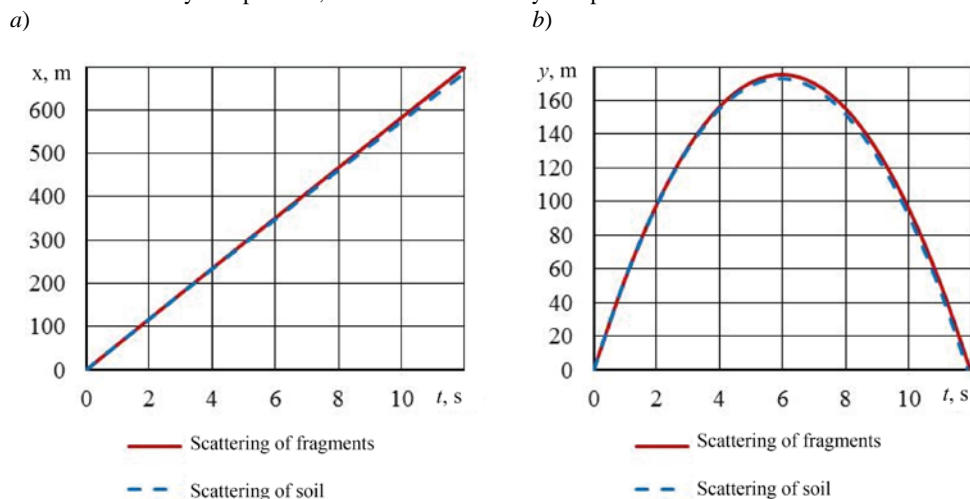 a)
b)
x, m
600
500
400
300
200
100
0
0 2 4 6 8 10 t, s
Scattering of fragments
Scattering of soil
y, m
160
140
120
100
80
60
40
20
0
0 2 4 6 8 10 t, s
Scattering of fragments
Scattering of soil